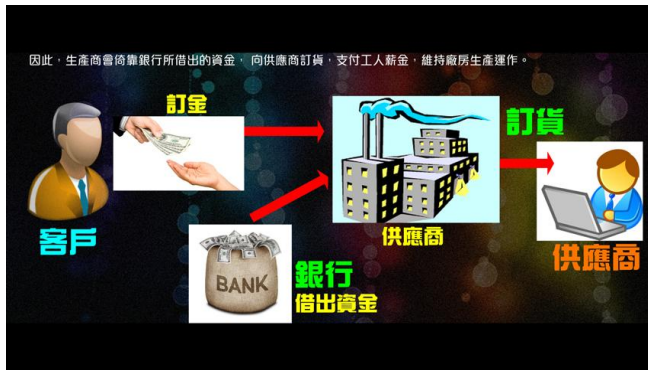 因此，生產商會倚靠銀行所借出的資金， 向供應商訂貨，支付工人薪金，維持廠房生產運作。
訂金
訂貨
客戶
BANK
銀行
借出資金
供應商
供應商